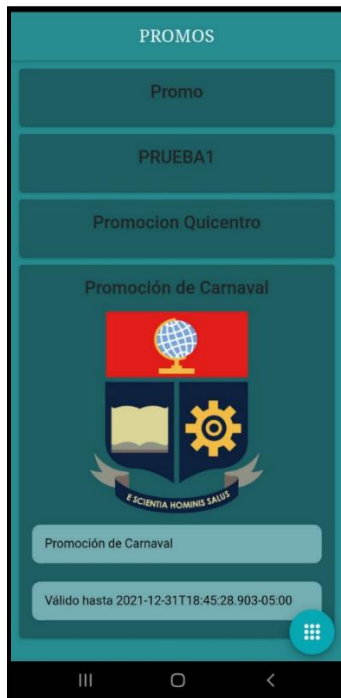 PROMOS
Promo
PRUEBA1
Promocion Quicentro
Promoción de Carnaval
E SCIENTIA HOMINIS SALUS
Promoción de Carnaval
Válido hasta 2021-12-31T18:45:28.903-05:00